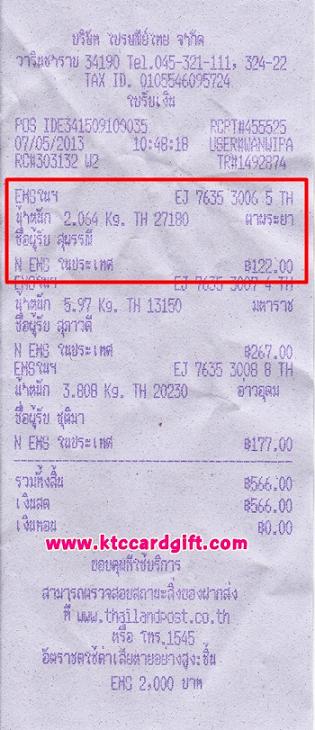 บริษัท ไปรษณีย์ไทย จำกัด
วารินชำราบ 34190 Tel.045-321-111, 324-22
TAX ID. 0105546095724
ใบรับเงิน
POS IDE341509100035 RCPT#455525
07/05/2013 10:48:18 USER#WANWIPA
RC#303132 W2 TR#1492874
EMSในฯ EJ 7635 3006 5 TH
น้ำหนัก 2.064 Kg. TH 27180 ตาพระยา
ชื่อผู้รับ สุพรรณี
N EMS ในประเทศ ฿122.00
EMSในฯ EJ 7635 3007 4 TH
น้ำหนัก 5.97 Kg. TH 13150 มหาราช
ชื่อผู้รับ สุภาวดี
N EMS ในประเทศ ฿267.00
EMSในฯ EJ 7635 3008 8 TH
น้ำหนัก 3.808 Kg. TH 20230 อ่าวอุดม
ชื่อผู้รับ ชุติมา
N EMS ในประเทศ ฿177.00
รวมทั้งสิ้น ฿566.00
เงินสด ฿566.00
เงินทอน ฿0.00
www.ktccardgift.com
ขอบคุณที่ใช้บริการ
สามารถตรวจสอบสถานะสิ่งของฝากส่ง
ที่ www.thailandpost.co.th
หรือ โทร.1545
อัตราชดใช้ค่าเสียหายอย่างสูง:ชิ้น
EMS 2,000 บาท